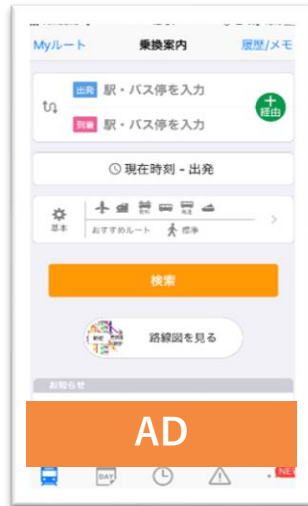 Myルート 乗換案内 履歴/メモ
出発 駅・バス停を入力
経由
到着 駅・バス停を入力
現在時刻 - 出発
基本
おすすめルート 標準
検索
路線図を見る
お知らせ
AD
DAY
NEW